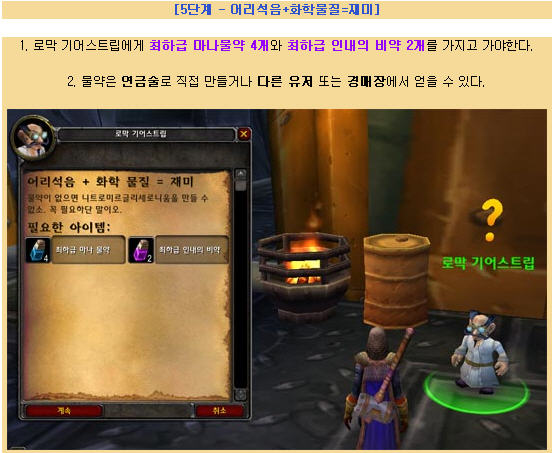 [5단계 - 어리석음+화학물질=재미]
1. 로막 기어스트립에게 최하급 마나물약 4개와 최하급 인내의 비약 2개를 가지고 가야한다.
2. 물약은 연금술로 직접 만들거나 다른 유저 또는 경매장에서 얻을 수 있다.
로막 기어스트립
어리석음 + 화학 물질 = 재미
물약이 없으면 니트로미르글리세로니움을 만들 수
없소. 꼭 필요하단 말이오.
필요한 아이템:
4 최하급 마나 물약
2 최하급 인내의 비약
계속
취소
?
로막 기어스트립